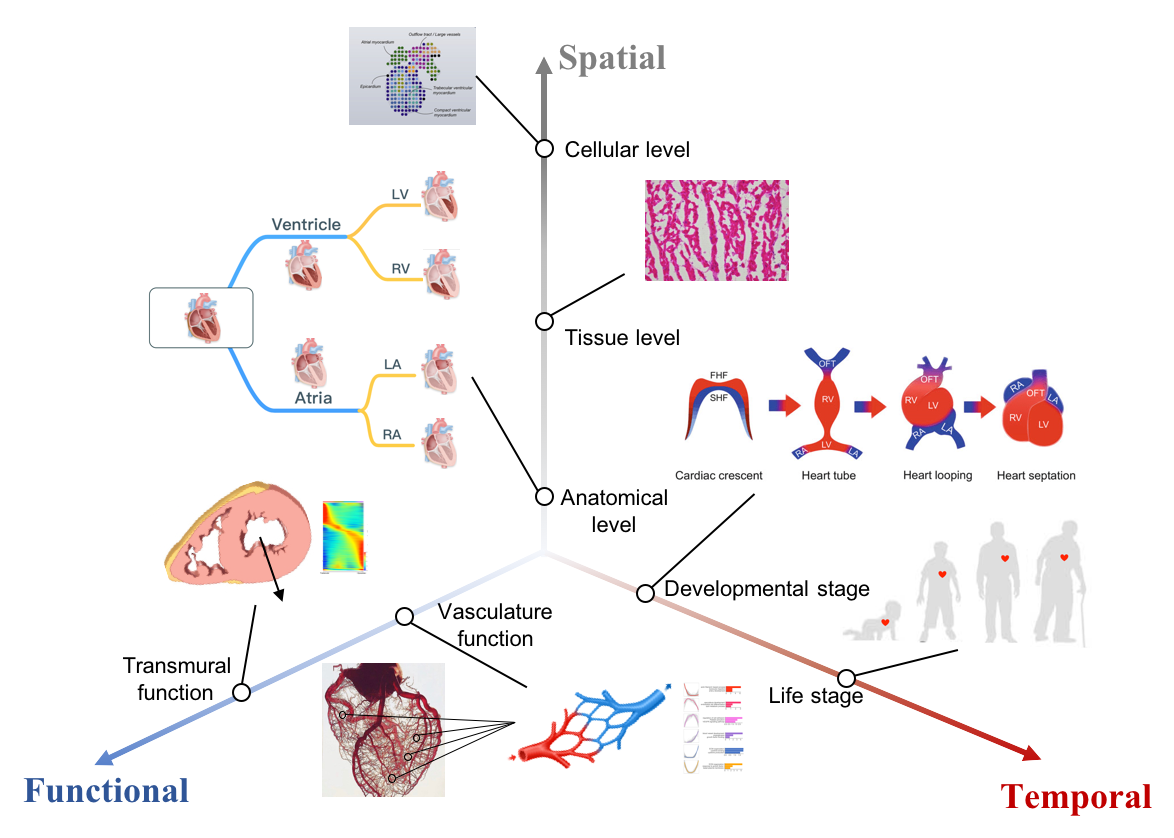 Spatial
Outflow tract / Large vessels
Atrial myocardium
Epicardium
Trabecular ventricular
myocardium
Compact ventricular
myocardium
Cellular level
LV
Ventricle
RV
LA
Atria
RA
Tissue level
FHF
SHF
OFT
RV
LV
RA
LA
OFT
RV
LV
RA
LA
RA
OFT
LA
RV
LV
Cardiac crescent
Heart tube
Heart looping
Heart septation
Anatomical
level
Developmental stage
Vasculature
function
Transmural
function
Life stage
Functional
Temporal